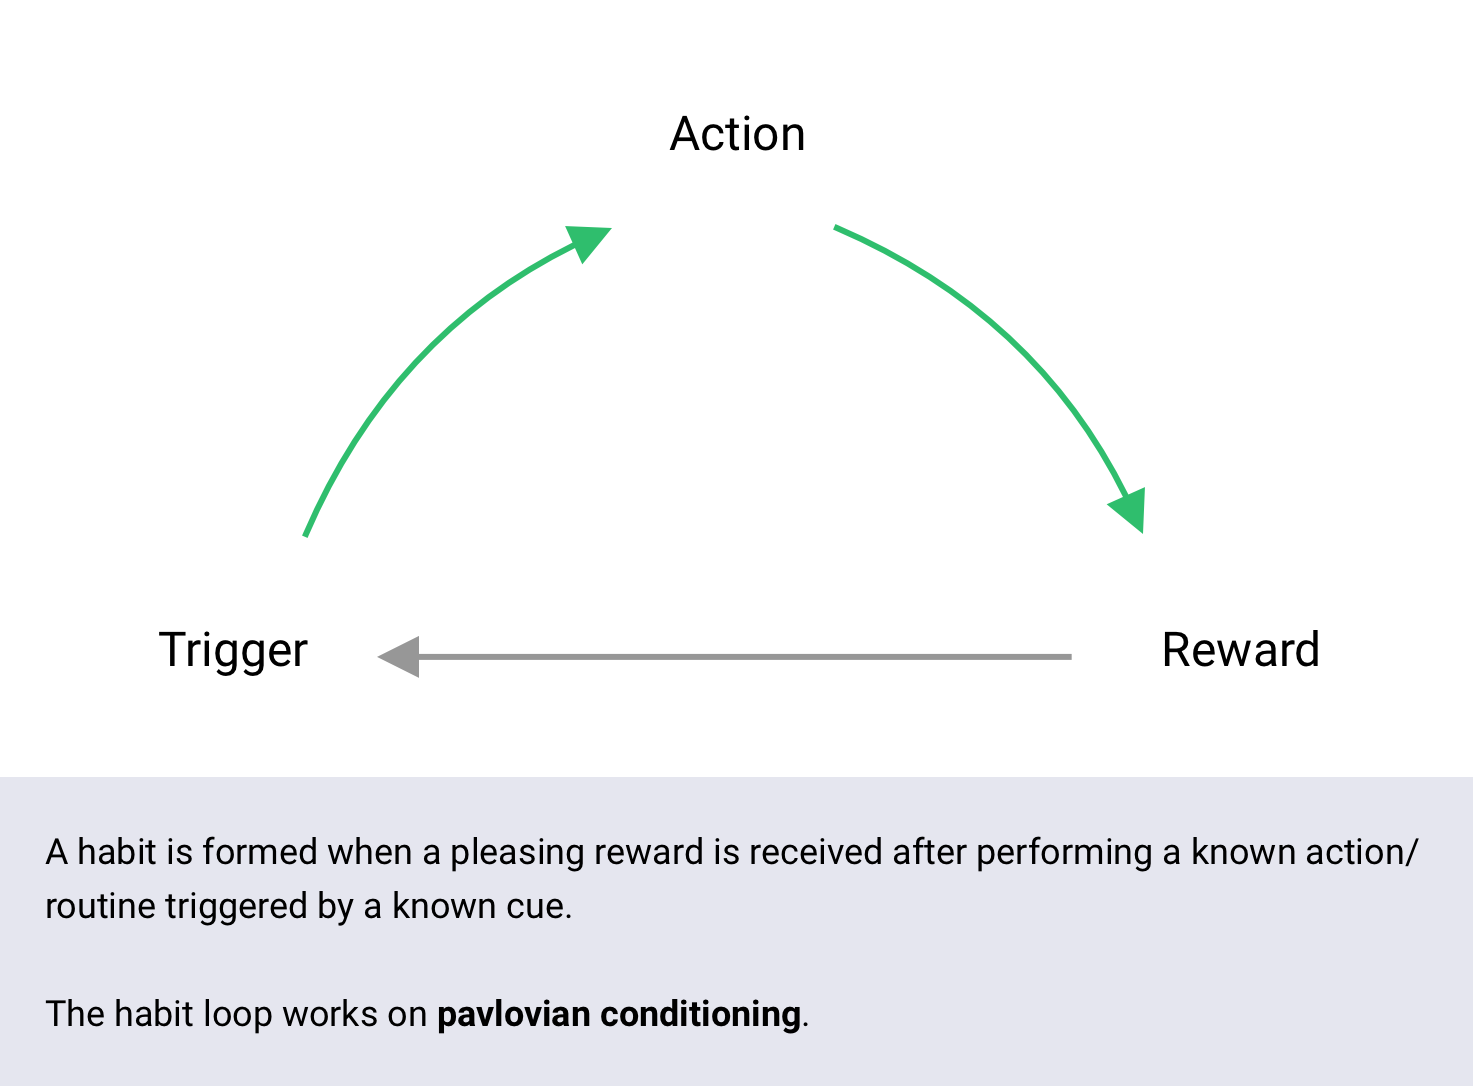 Action
Trigger
Reward
A habit is formed when a pleasing reward is received after performing a known action/
routine triggered by a known cue.
The habit loop works on pavlovian conditioning.